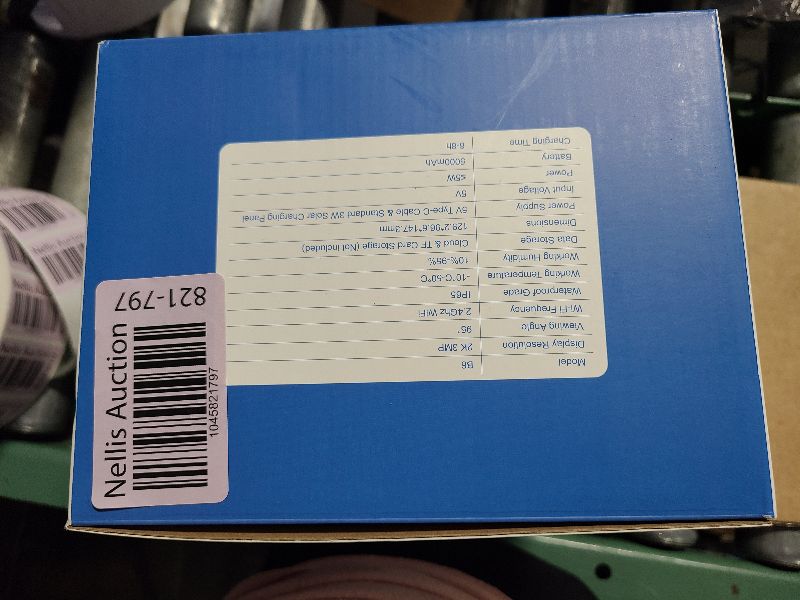 Model B6
Display Resolution 2K 3MP
Viewing Angle 95°
Wi-Fi Frequency 2.4Ghz WiFi
Waterproof Grade IP65
Working Temperature -10°C-50°C
Working Humidity 10%-95%
Data Storage Cloud & TF Card Storage (Not Included)
Dimensions 129.2*96.6*147.3mm
Power Supply 5V Type-C Cable & Standard 3W Solar Charging Panel
Input Voltage 5V
Power ≤5W
Battery 6000mAh
Charging Time 6-8h
Nellis Auction
1045821797
821-797
Nellis